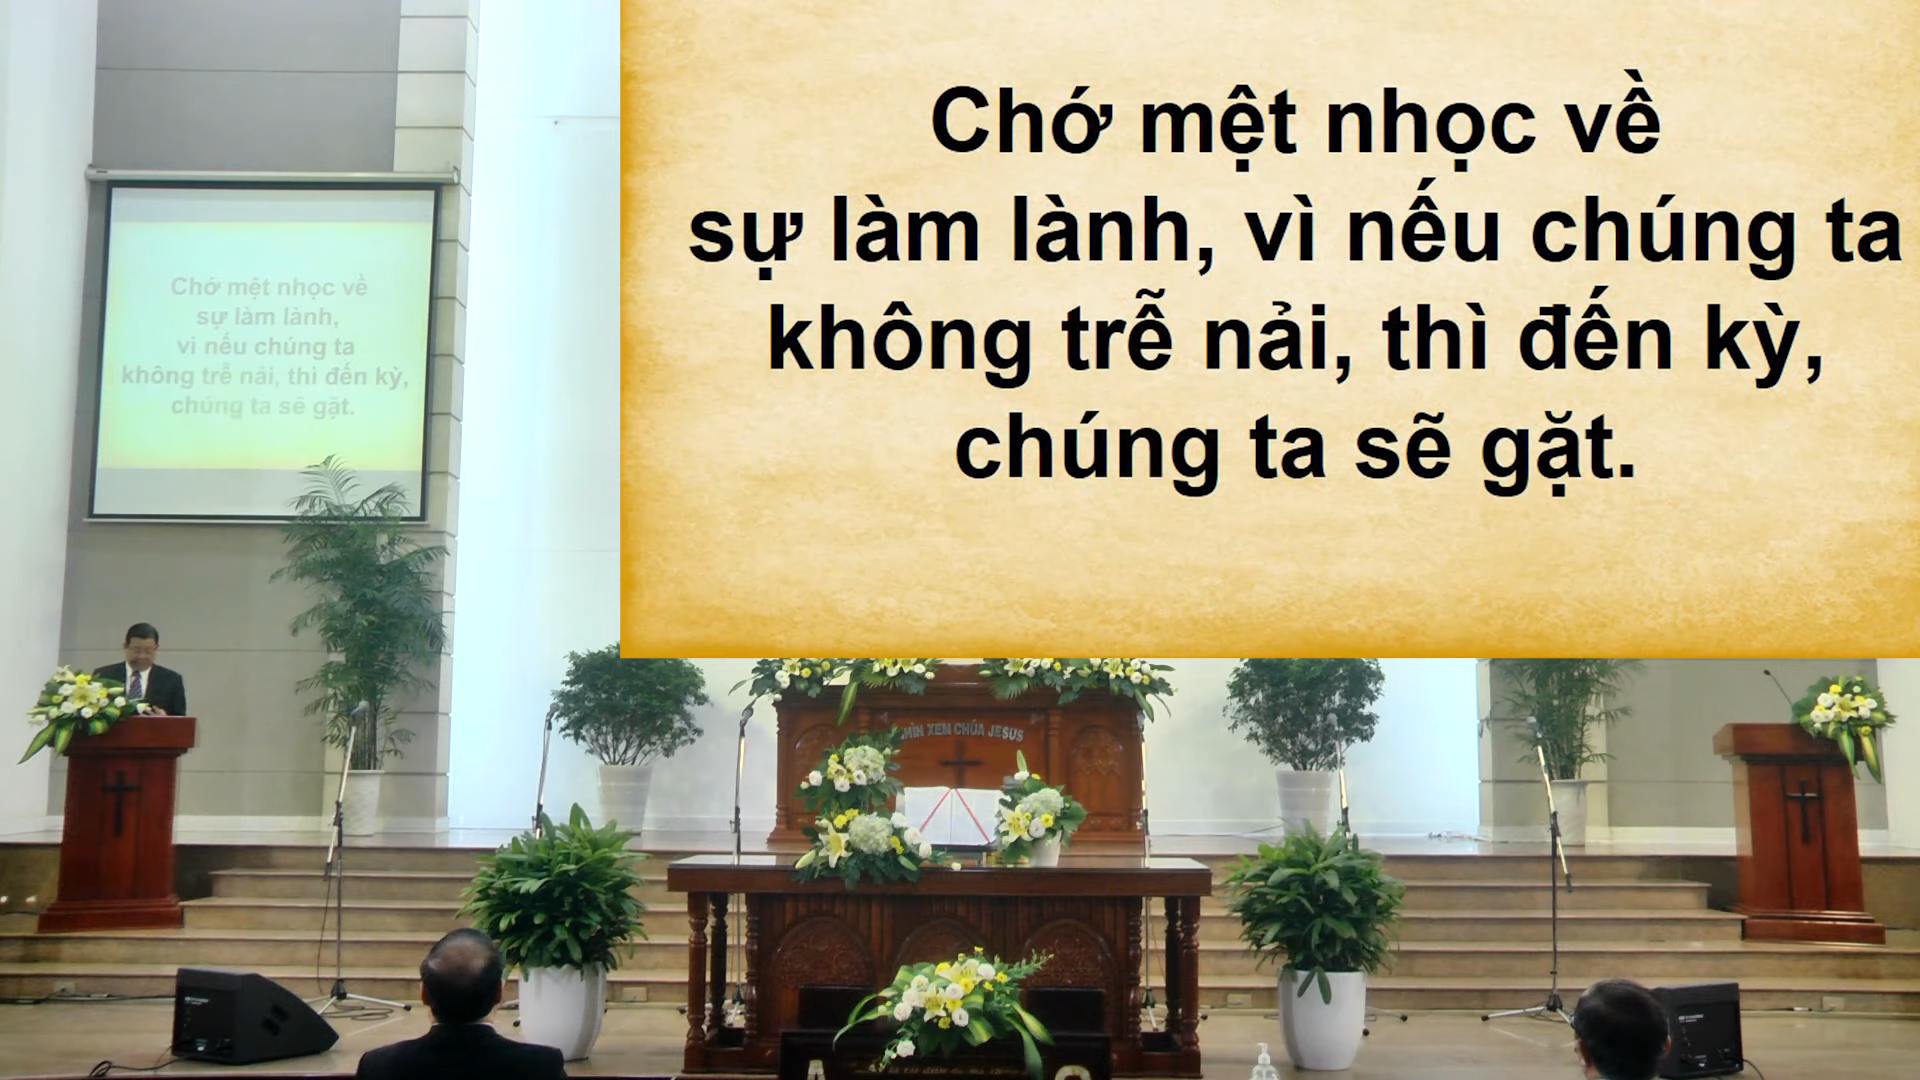 Chớ mệt nhọc về
sự làm lành, vì nếu chúng ta
không trễ nải, thì đến kỳ,
chúng ta sẽ gặt.
Chớ mệt nhọc về
sự làm lành,
vì nếu chúng ta
không trễ nải, thì đến kỳ,
chúng ta sẽ gặt.
NHÌN XEM CHÚA JESUS